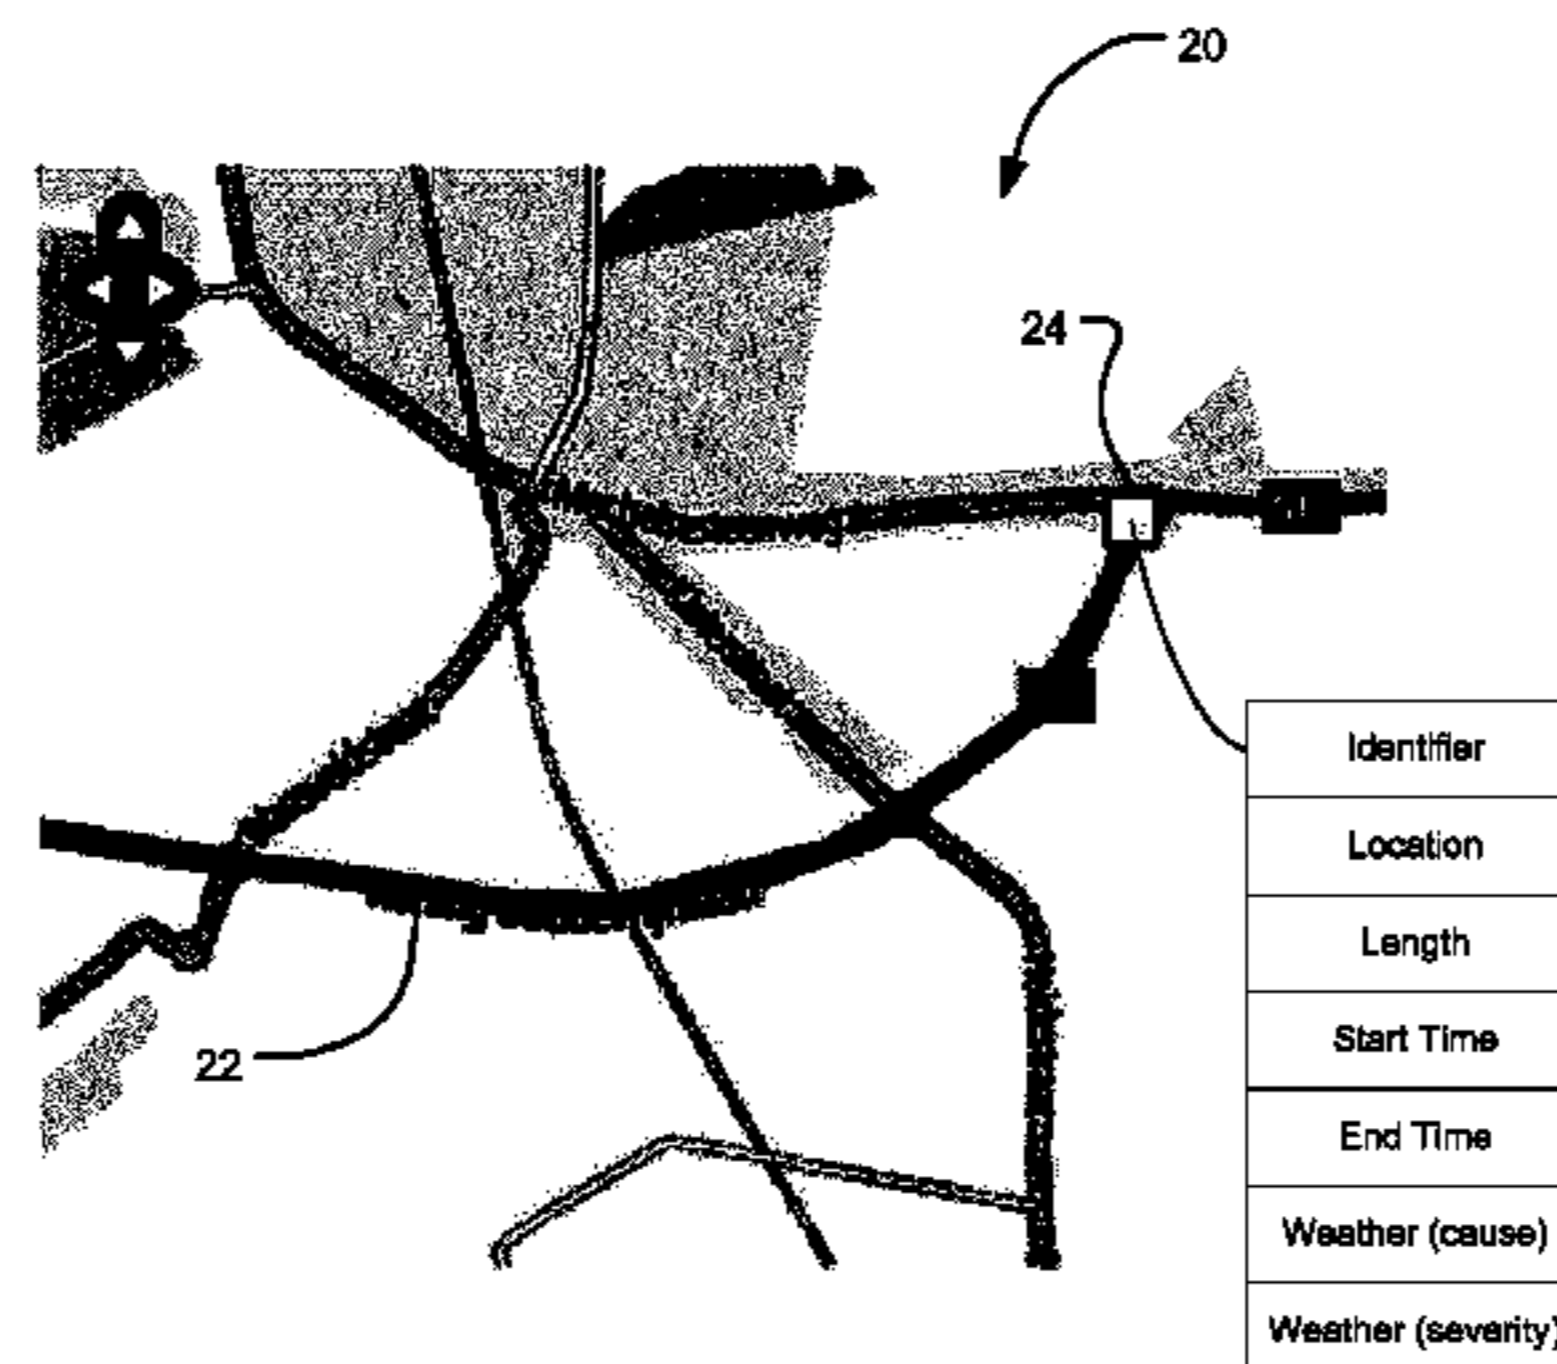 20
24
Identifier
Location
Length
Start Time
22
End Time
Weather (cause)
Weather (severity)